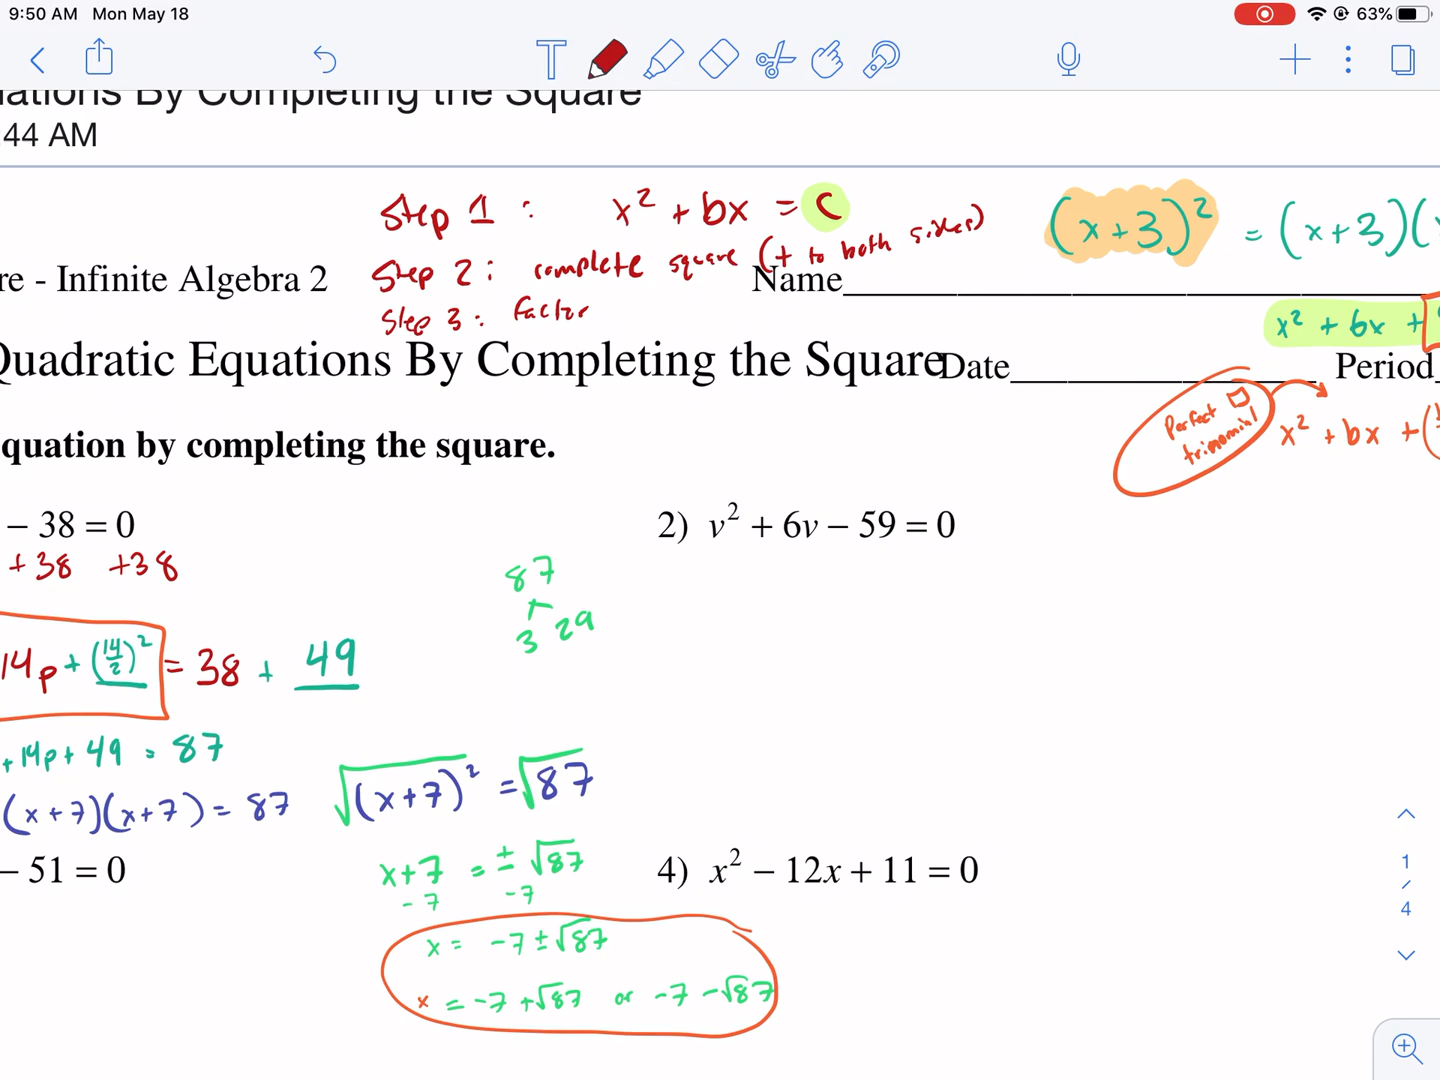 9:50 AM Mon May 18 63%
ations By Completing the Square
:44 AM
Step 1: x² + bx = C
(x+3)² = (x+3)(
Step 2: complete square (+ to both sides)
re - Infinite Algebra 2 Name
Step 3: factor
x² + 6x +
Quadratic Equations By Completing the Square Date Period
Perfect □ trinomial
x² + bx + (
quation by completing the square.
− 38 = 0
+38 +38
2) v² + 6v − 59 = 0
87
3 29
14p + (14/2)² = 38 + 49
+ 14p + 49 = 87
(x+7)(x+7) = 87
√(x+7)² = √87
x+7 = ± √87
-7 -7
− 51 = 0
4) x² − 12x + 11 = 0
x = -7 ± √87
x = -7 + √87 or -7 - √87
1
/
4